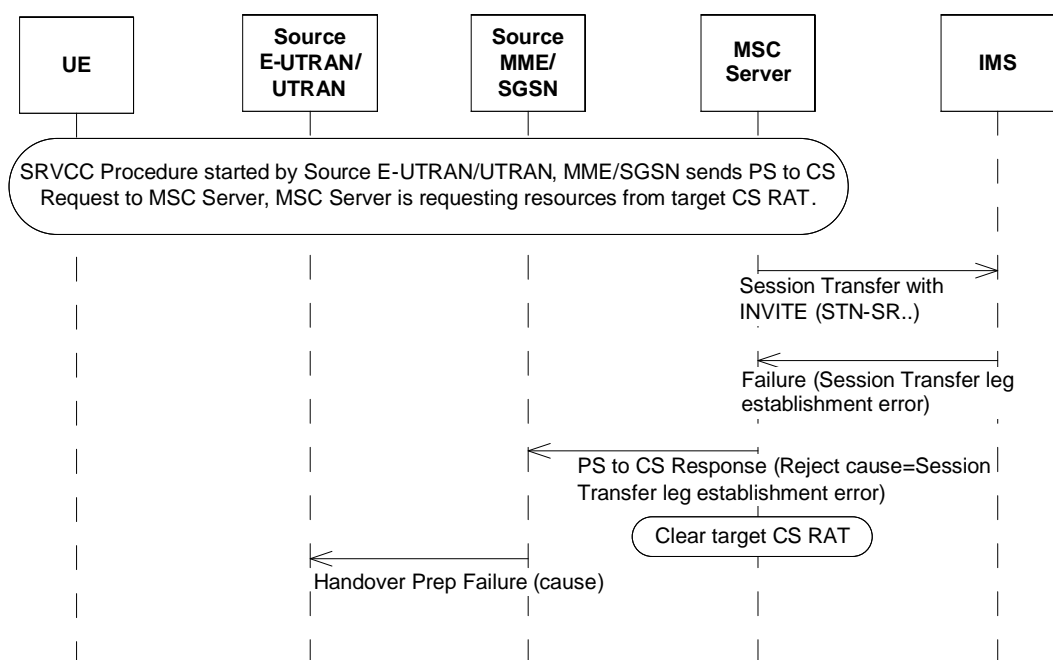 UE
Source
E-UTRAN/
UTRAN
Source
MME/
SGSN
MSC
Server
IMS
SRVCC Procedure started by Source E-UTRAN/UTRAN, MME/SGSN sends PS to CS
Request to MSC Server, MSC Server is requesting resources from target CS RAT.
Session Transfer with
INVITE (STN-SR..)
Failure (Session Transfer leg
establishment error)
PS to CS Response (Reject cause=Session
Transfer leg establishment error)
Clear target CS RAT
Handover Prep Failure (cause)